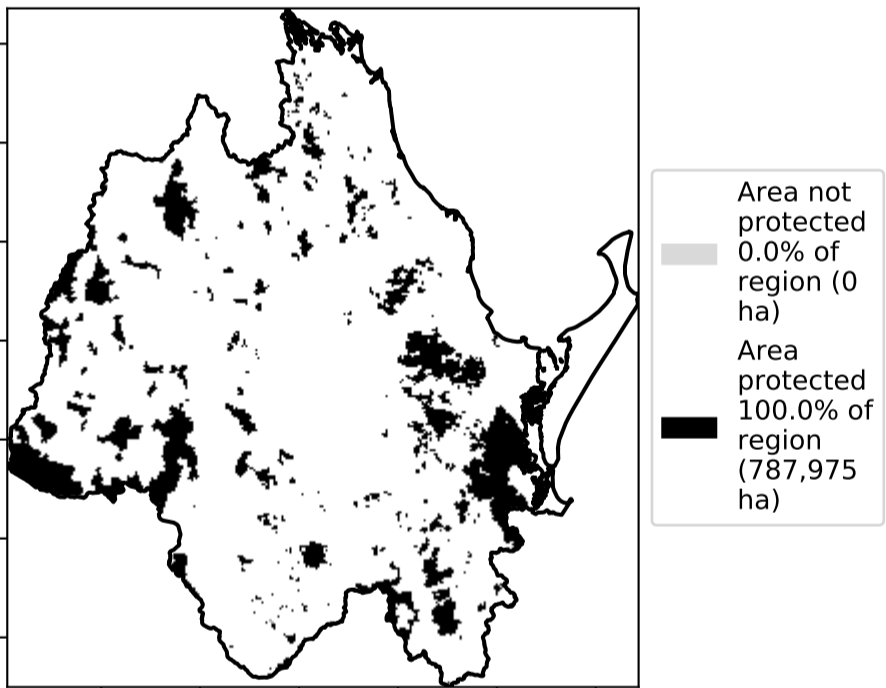 Area not
protected
0.0% of
region (0
ha)
Area
protected
100.0% of
region
(787,975
ha)